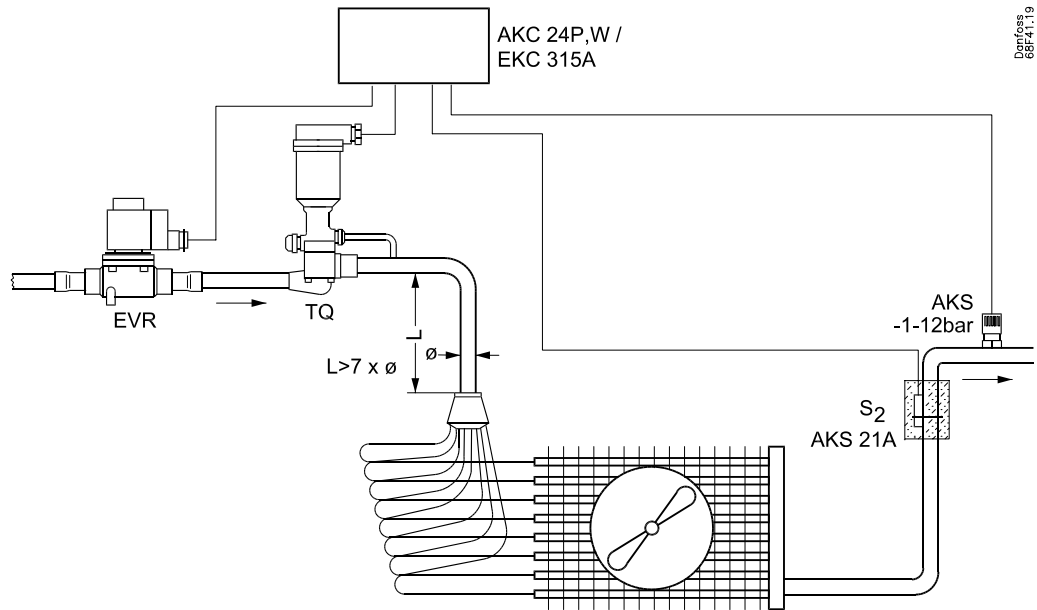 AKC 24P,W /
EKC 315A
Danfoss
68F41.19
EVR
TQ
L
ø
L>7 x ø
AKS
-1-12bar
S2
AKS 21A